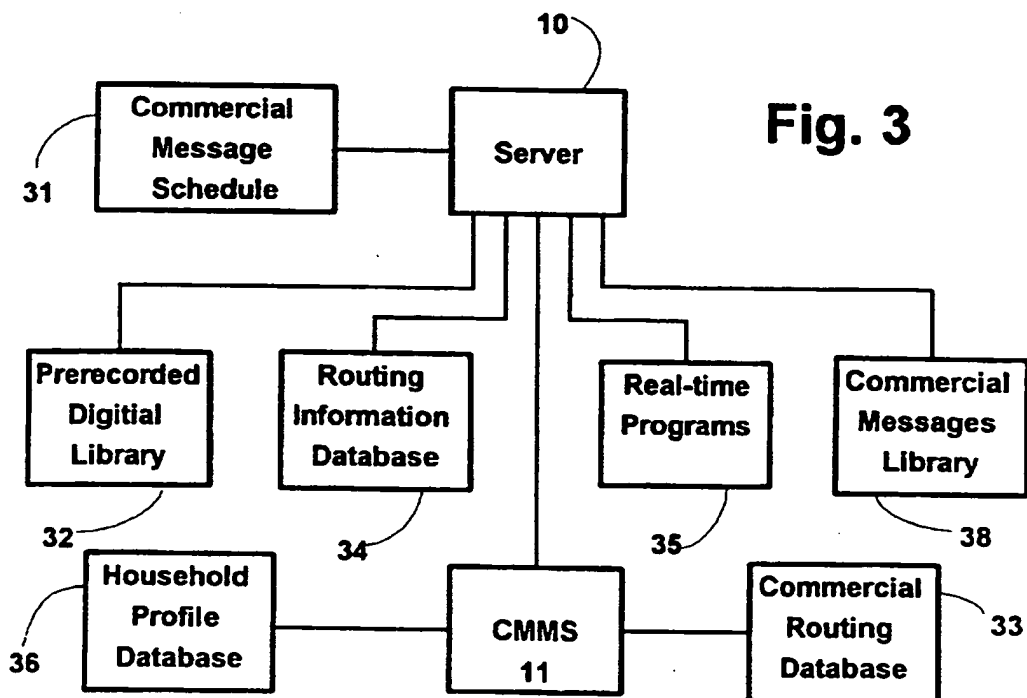 10
Commercial
Message
Schedule
31
Server
Fig. 3
Prerecorded
Digitial
Library
32
Routing
Information
Database
34
Real-time
Programs
35
Commercial
Messages
Library
38
Household
Profile
Database
36
CMMS
11
Commercial
Routing
Database
33